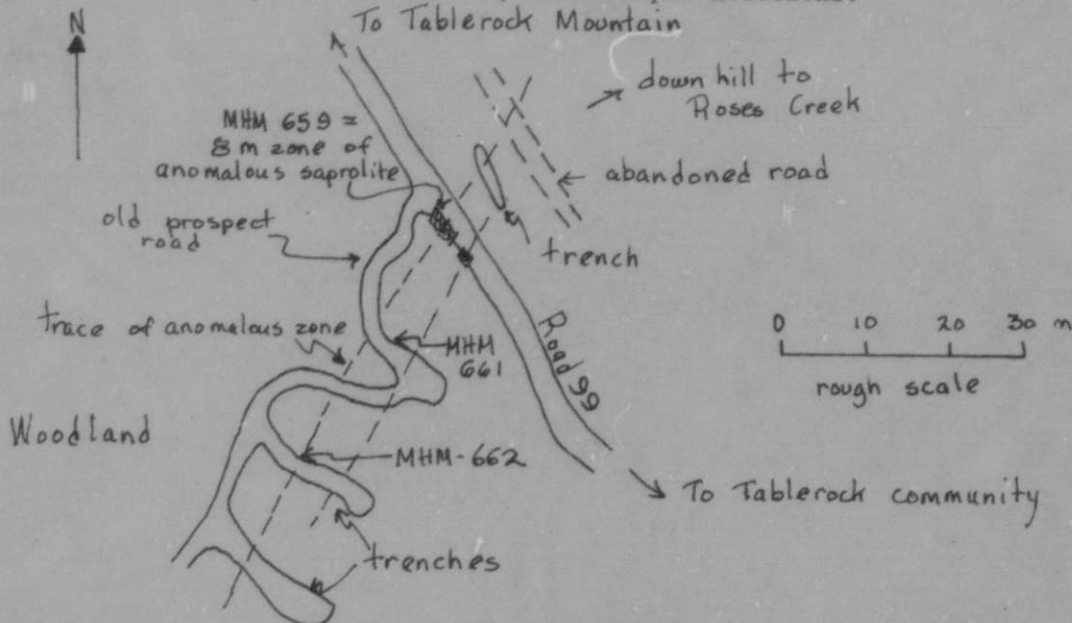 N
To Tablerock Mountain
down hill to
Roses Creek
MHM 659 =
8 m zone of
anomalous saprolite
abandoned road
old prospect
road
trench
trace of anomalous zone
MHM
661
Road 99
0 10 20 30 m
rough scale
Woodland
MHM-662
To Tablerock community
trenches